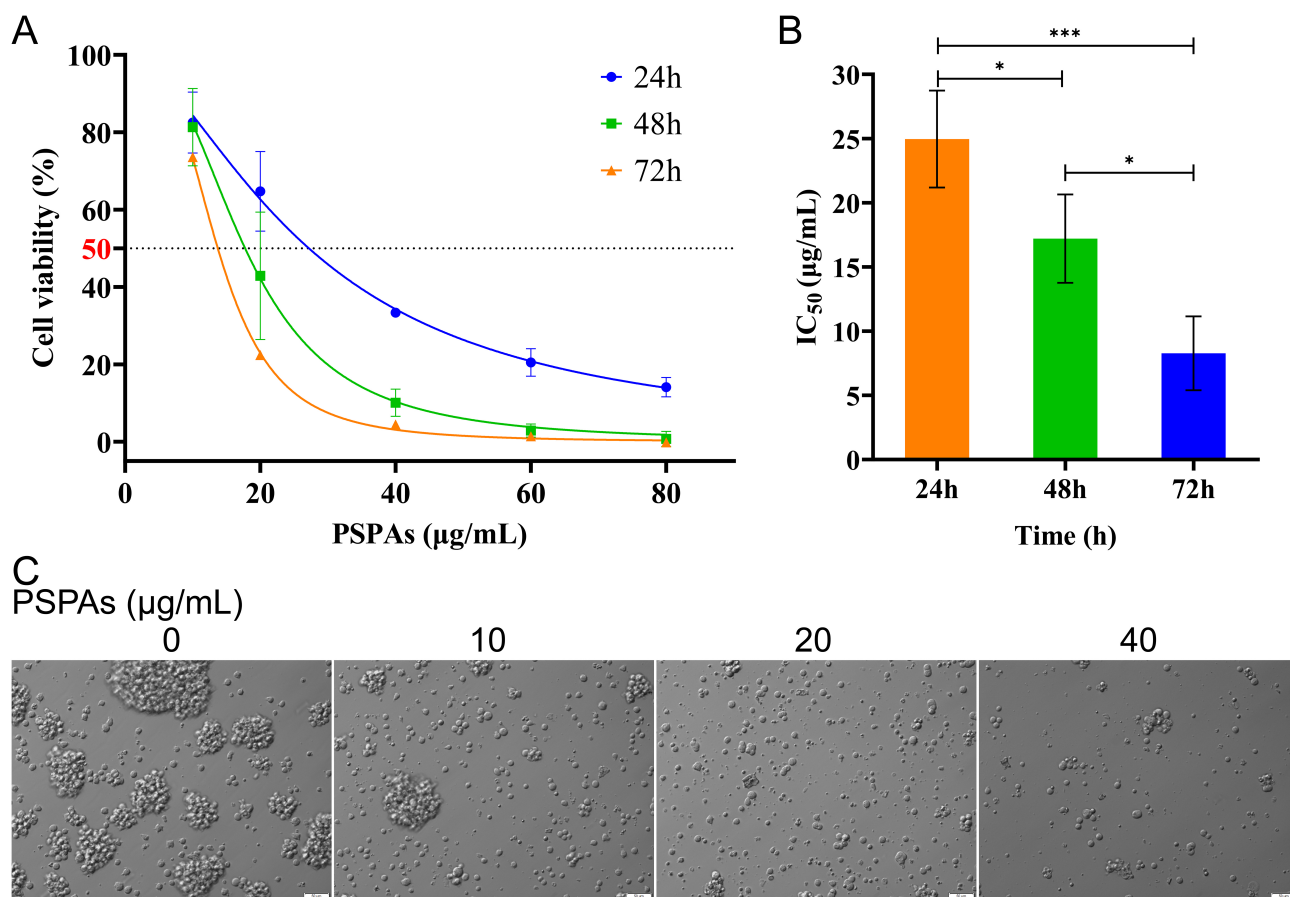 A
100
80
60
50
40
20
0
Cell viability (%)
24h
48h
72h
0 20 40 60 80
PSPAs (μg/mL)
B
***
*
*
30
25
20
15
10
5
0
IC50 (μg/mL)
24h 48h 72h
Time (h)
C
PSPAs (μg/mL)
0 10 20 40